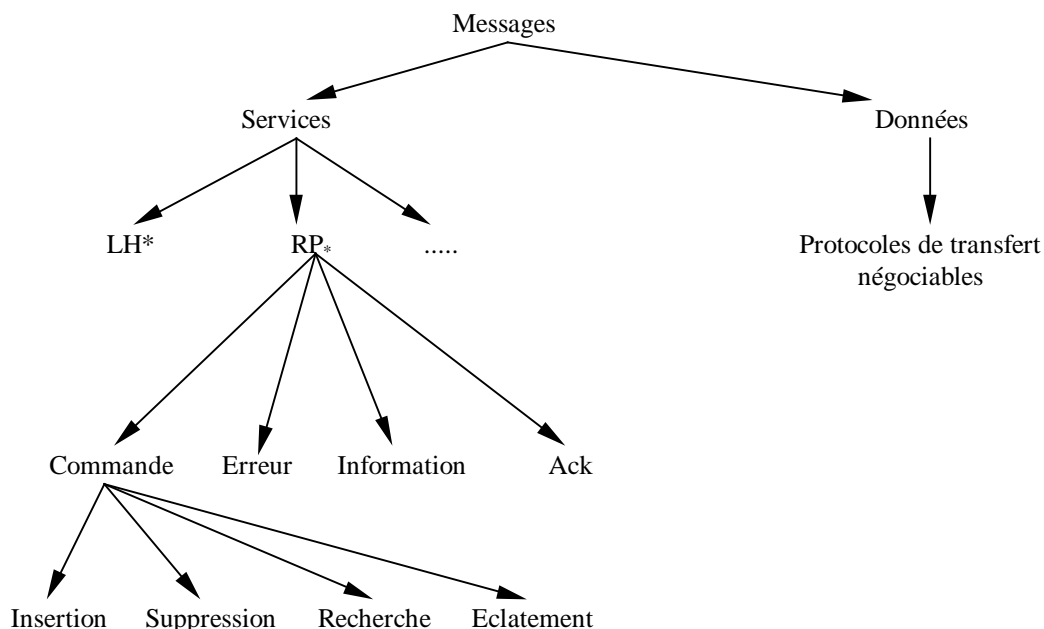 Messages
Services
Données
LH*
RP*
.....
Protocoles de transfert
négociables
Commande
Erreur
Information
Ack
Insertion
Suppression
Recherche
Eclatement